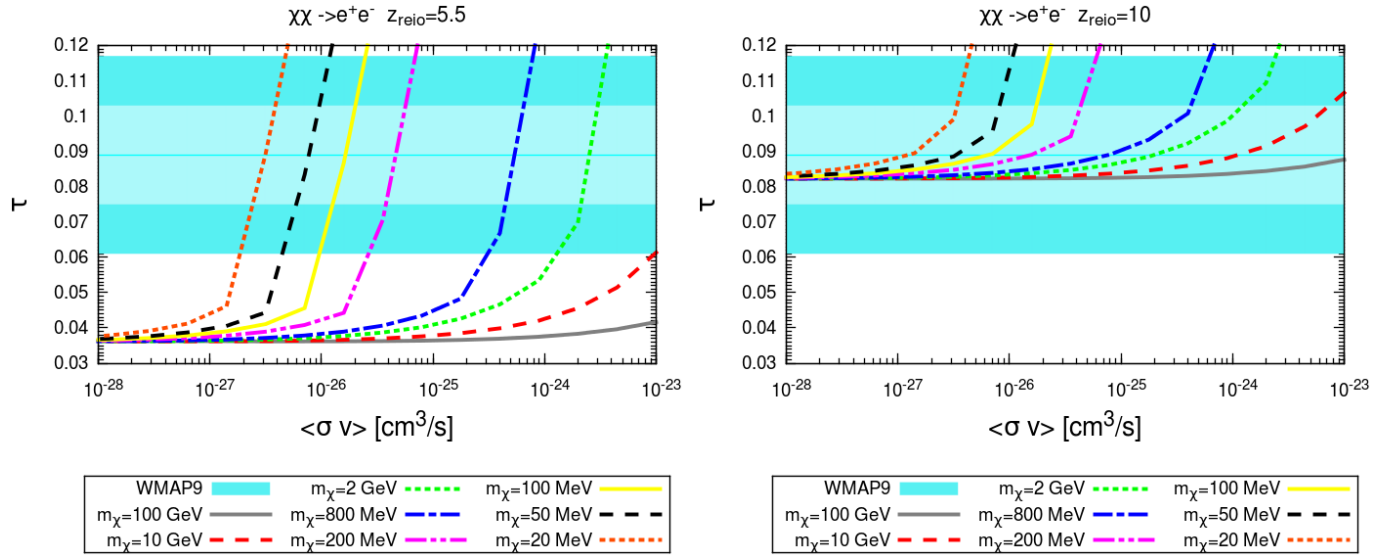 χχ ->e⁺e⁻ z_reio=5.5
0.12
0.11
0.1
0.09
0.08
0.07
0.06
0.05
0.04
0.03
τ
10⁻²⁸ 10⁻²⁷ 10⁻²⁶ 10⁻²⁵ 10⁻²⁴ 10⁻²³
<σ v> [cm³/s]
WMAP9 m_χ=2 GeV m_χ=100 MeV
m_χ=100 GeV m_χ=800 MeV m_χ=50 MeV
m_χ=10 GeV m_χ=200 MeV m_χ=20 MeV
χχ ->e⁺e⁻ z_reio=10
0.12
0.11
0.1
0.09
0.08
0.07
0.06
0.05
0.04
0.03
τ
10⁻²⁸ 10⁻²⁷ 10⁻²⁶ 10⁻²⁵ 10⁻²⁴ 10⁻²³
<σ v> [cm³/s]
WMAP9 m_χ=2 GeV m_χ=100 MeV
m_χ=100 GeV m_χ=800 MeV m_χ=50 MeV
m_χ=10 GeV m_χ=200 MeV m_χ=20 MeV